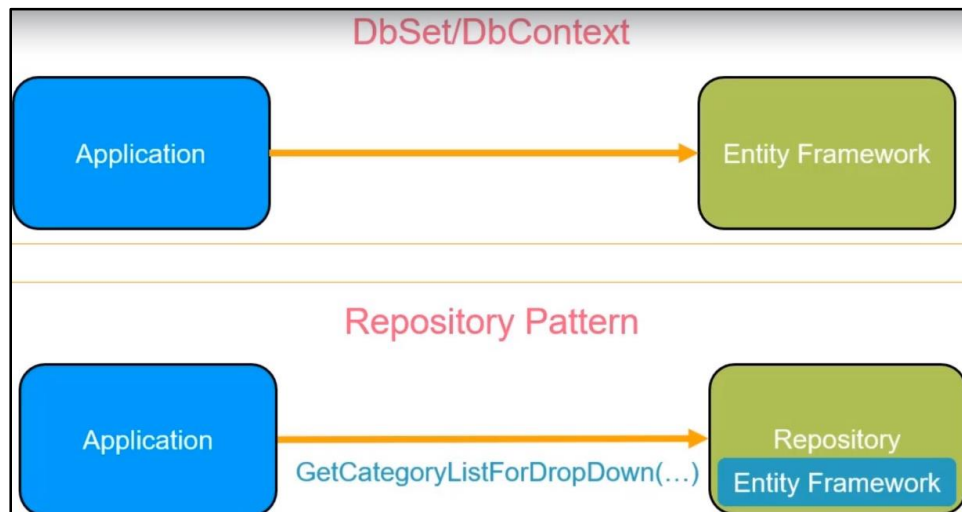 DbSet/DbContext
Application
Entity Framework
Repository Pattern
Application
GetCategoryListForDropDown(...)
Repository
Entity Framework